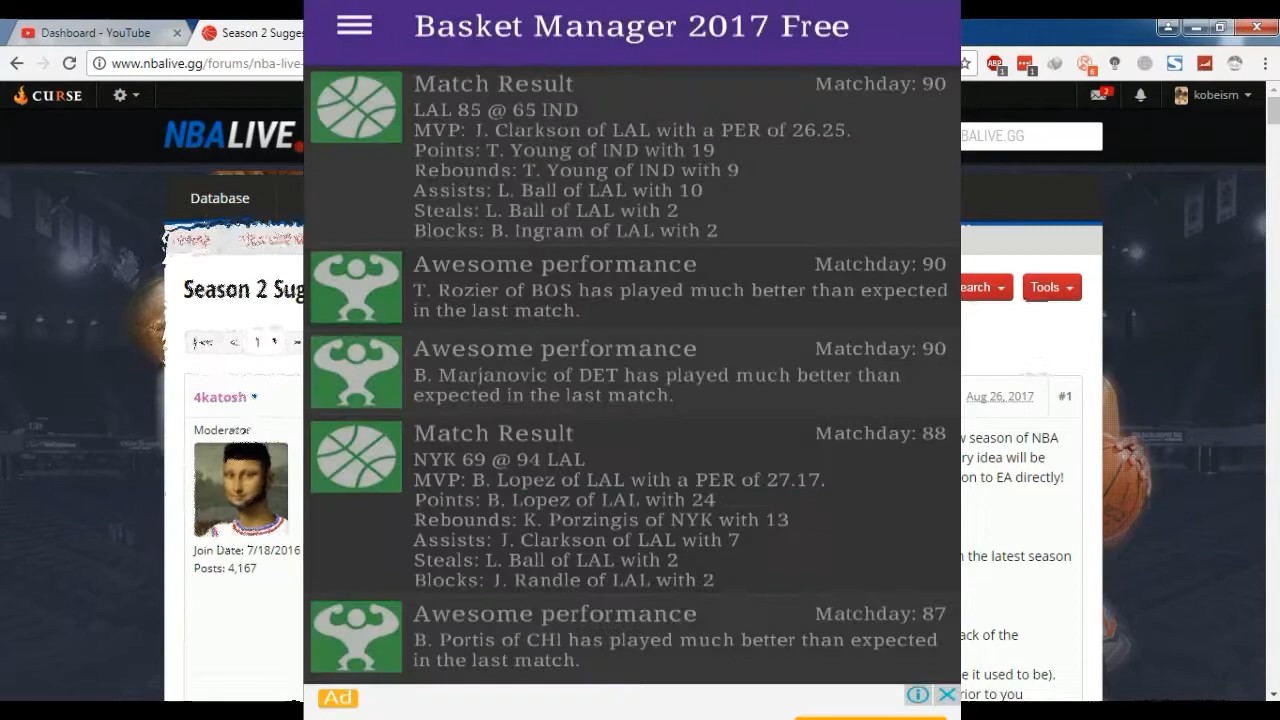 Dashboard - YouTube
Season 2 Sugges
www.nbalive.gg/forums/nba-live-
CURSE
kobeism
NBALIVE.
NBALIVE.GG
Database
Season 2 Sug
earch
Tools
4katosh
Moderator
Join Date: 7/18/2016
Posts: 4,167
Aug 26, 2017
#1
w season of NBA
ry idea will be
on to EA directly!
n the latest season
ack of the
e it used to be).
rior to you
Basket Manager 2017 Free
Match Result
Matchday: 90
LAL 85 @ 65 IND
MVP: J. Clarkson of LAL with a PER of 26.25.
Points: T. Young of IND with 19
Rebounds: T. Young of IND with 9
Assists: L. Ball of LAL with 10
Steals: L. Ball of LAL with 2
Blocks: B. Ingram of LAL with 2
Awesome performance
Matchday: 90
T. Rozier of BOS has played much better than expected
in the last match.
Awesome performance
Matchday: 90
B. Marjanovic of DET has played much better than
expected in the last match.
Match Result
Matchday: 88
NYK 69 @ 94 LAL
MVP: B. Lopez of LAL with a PER of 27.17.
Points: B. Lopez of LAL with 24
Rebounds: K. Porzingis of NYK with 13
Assists: J. Clarkson of LAL with 7
Steals: L. Ball of LAL with 2
Blocks: J. Randle of LAL with 2
Awesome performance
Matchday: 87
B. Portis of CHI has played much better than expected
in the last match.
Ad